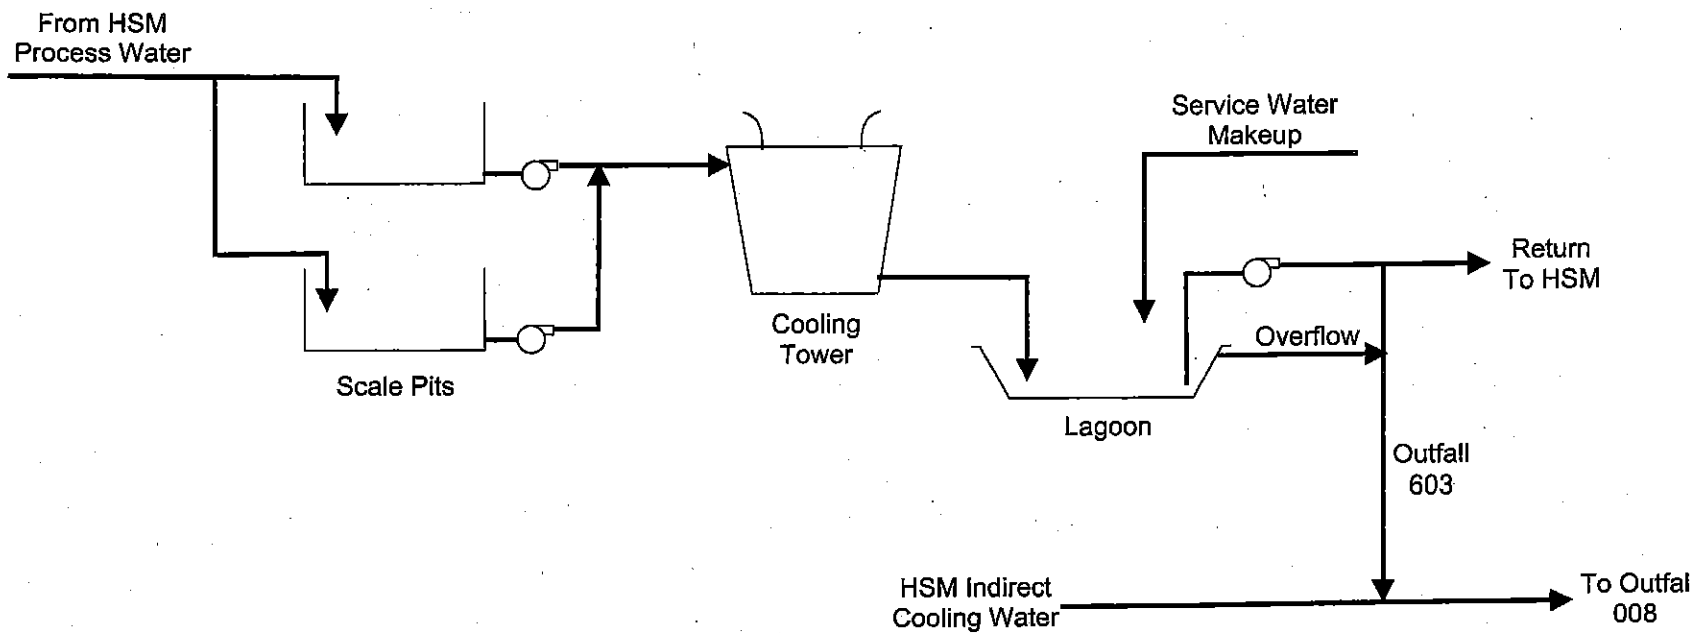 From HSM
Process Water
Service Water
Makeup
Return
To HSM
Cooling
Tower
Overflow
Scale Pits
Lagoon
Outfall
603
HSM Indirect
Cooling Water
To Outfal
008